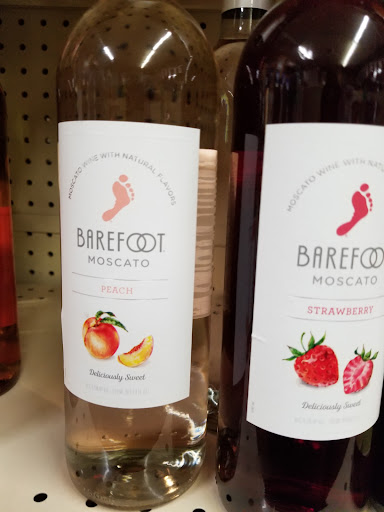 MOSCATO WINE WITH NATURAL FLAVORS
BAREFOOT
MOSCATO
PEACH
Deliciously Sweet
MOSCATO WINE WITH NATURAL
BAREFOO
MOSCATO
STRAWBERRY
Deliciously Sweet